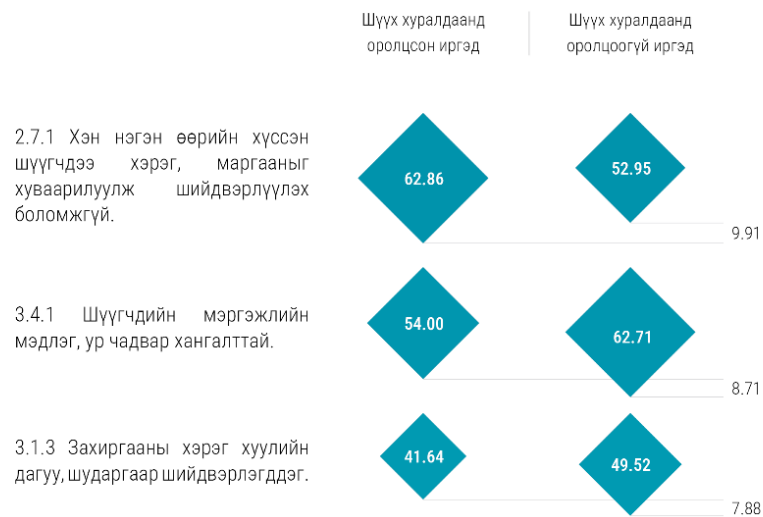 Шүүх хуралдаанд
оролцсон иргэд
Шүүх хуралдаанд
оролцоогүй иргэд
2.7.1 Хэн нэгэн өөрийн хүссэн
шүүгчдээ хэрэг, маргааныг
хуваарилуулж шийдвэрлүүлэх
боломжгүй.
62.86
52.95
9.91
3.4.1 Шүүгчдийн мэргэжлийн
мэдлэг, ур чадвар хангалттай.
54.00
62.71
8.71
3.1.3 Захиргааны хэрэг хуулийн
дагуу, шударгаар шийдвэрлэгддэг.
41.64
49.52
7.88